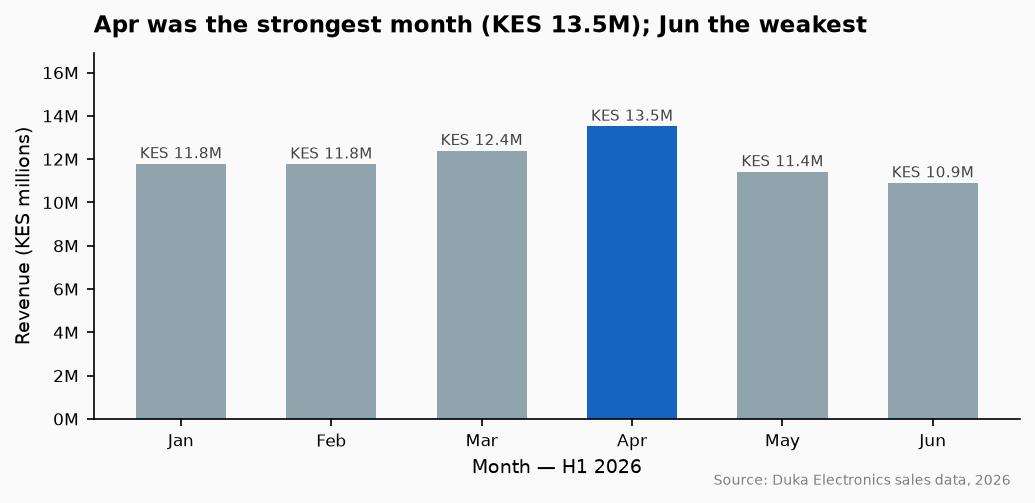 Apr was the strongest month (KES 13.5M); Jun the weakest
Revenue (KES millions)
16M
14M
12M
10M
8M
6M
4M
2M
0M
KES 11.8M
KES 11.8M
KES 12.4M
KES 13.5M
KES 11.4M
KES 10.9M
Jan
Feb
Mar
Apr
May
Jun
Month — H1 2026
Source: Duka Electronics sales data, 2026